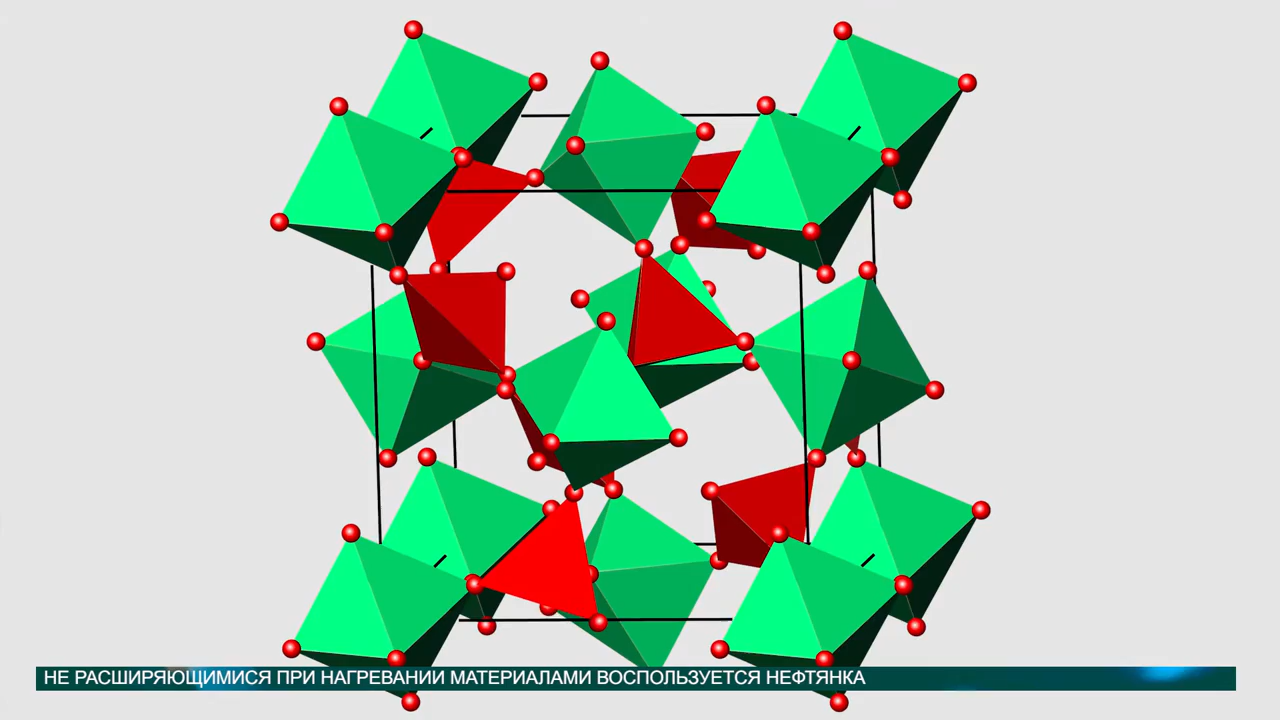 НЕ РАСШИРЯЮЩИМИСЯ ПРИ НАГРЕВАНИИ МАТЕРИАЛАМИ ВОСПОЛЬЗУЕТСЯ НЕФТЯНКА